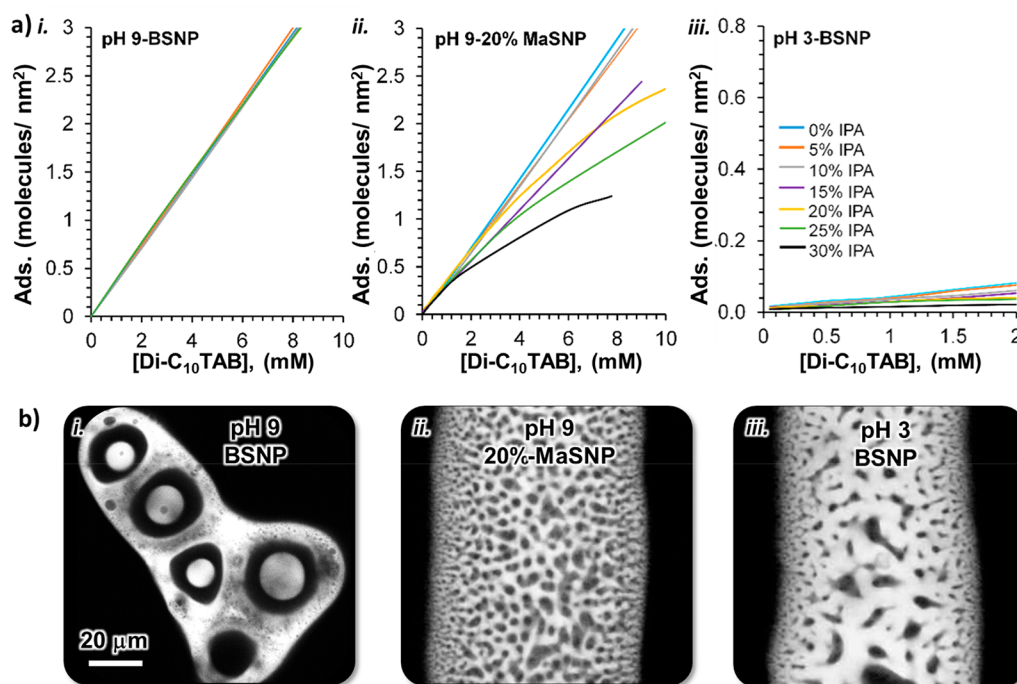 a) i.
pH 9-BSNP
Ads. (molecules/ nm²)
3
2.5
2
1.5
1
0.5
0
0 2 4 6 8 10
[Di-C₁₀TAB], (mM)
ii.
pH 9-20% MaSNP
Ads. (molecules/ nm²)
3
2.5
2
1.5
1
0.5
0
0 2 4 6 8 10
[Di-C₁₀TAB], (mM)
iii.
pH 3-BSNP
Ads. (molecules/ nm²)
0.8
0.6
0.4
0.2
0.0
0% IPA
5% IPA
10% IPA
15% IPA
20% IPA
25% IPA
30% IPA
0 0.5 1 1.5 2
[Di-C₁₀TAB], (mM)
b) i.
pH 9
BSNP
20 μm
ii.
pH 9
20%-MaSNP
iii.
pH 3
BSNP